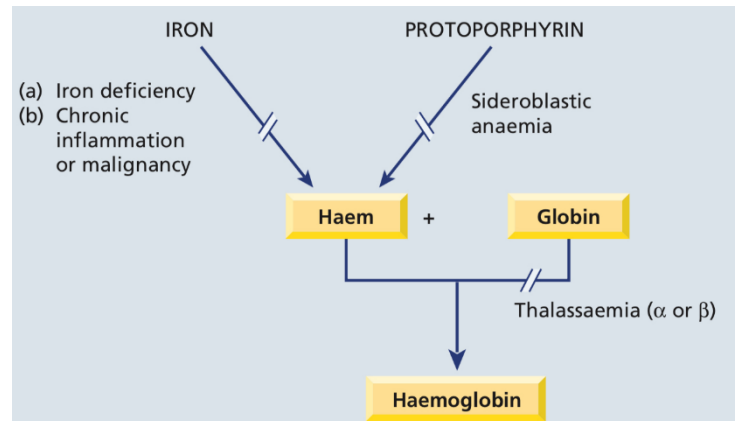 IRON
PROTOPORPHYRIN
(a) Iron deficiency
(b) Chronic
inflammation
or malignancy
Sideroblastic
anaemia
Haem + Globin
Thalassaemia (α or β)
Haemoglobin